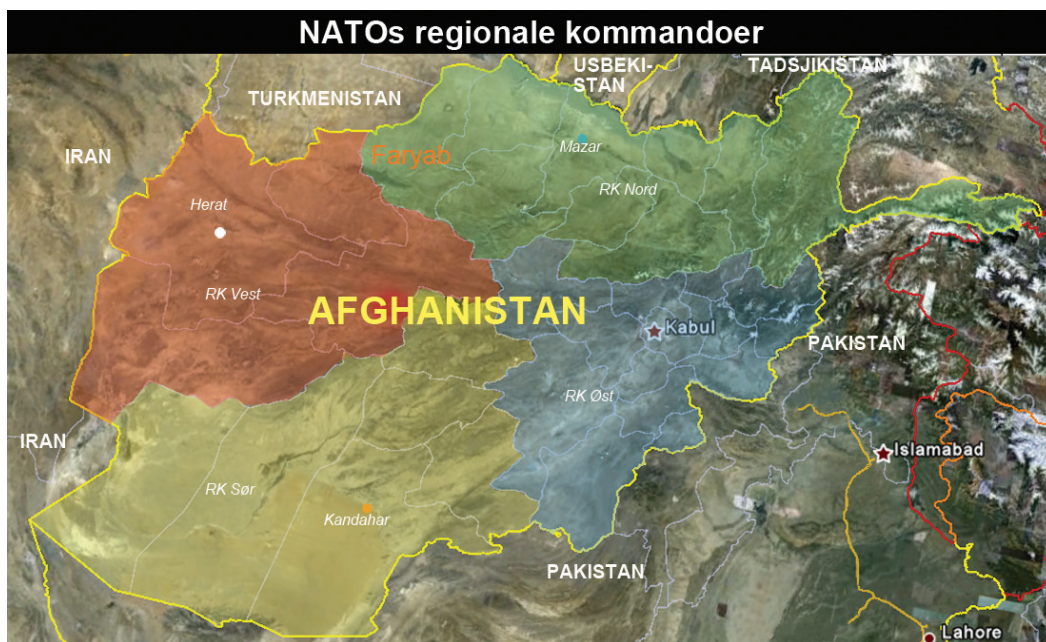 NATOs regionale kommandoer
USBEKI-
STAN
TADSJIKISTAN
TURKMENISTAN
IRAN
Faryab
Mazar
RK Nord
Herat
RK Vest
AFGHANISTAN
Kabul
PAKISTAN
RK Øst
IRAN
Islamabad
RK Sør
Kandahar
PAKISTAN
Lahore